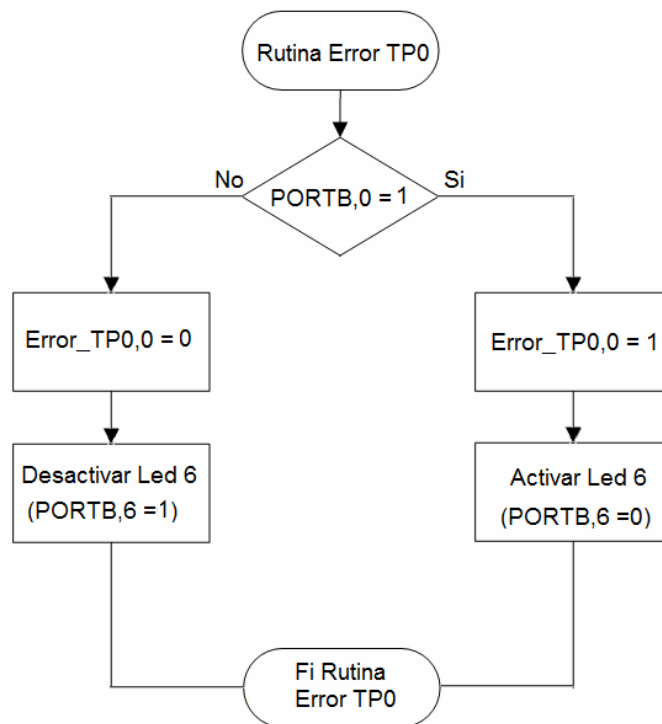 Rutina Error TP0
No
Si
PORTB,0 = 1
Error_TP0,0 = 0
Error_TP0,0 = 1
Desactivar Led 6
(PORTB,6 =1)
Activar Led 6
(PORTB,6 =0)
Fi Rutina
Error TP0